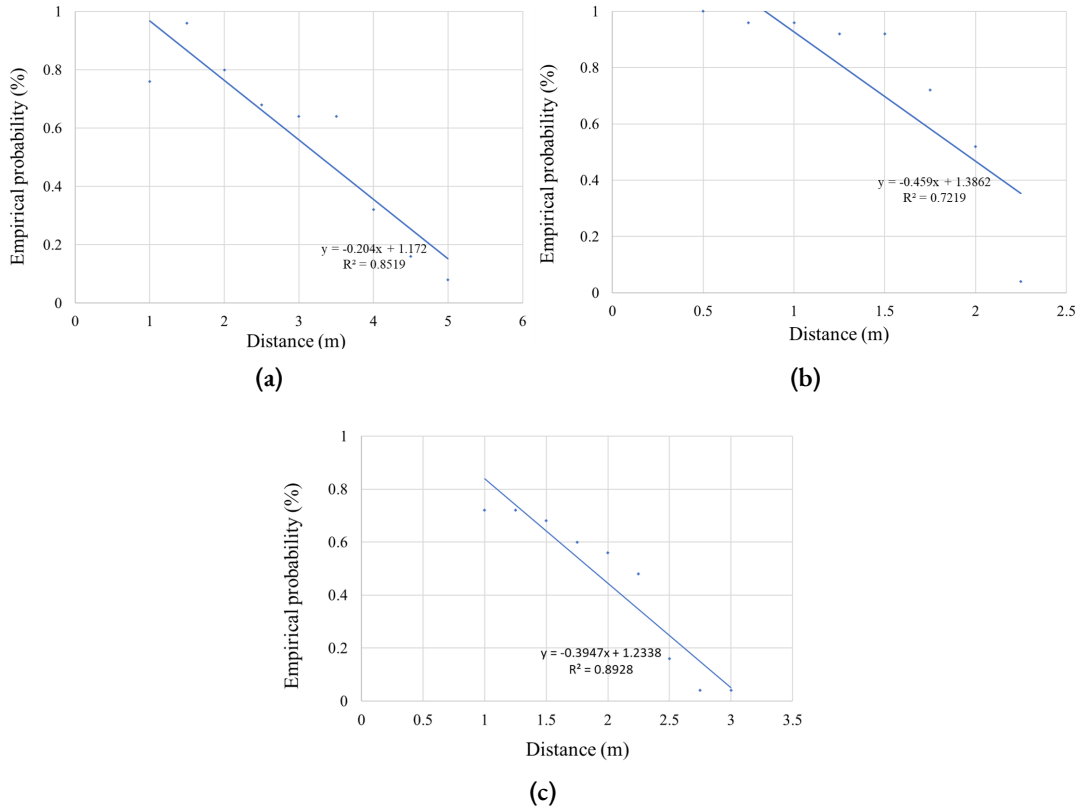 Empirical probability (%)
1
0.8
0.6
0.4
0.2
0
y = -0.204x + 1.172
R² = 0.8519
0 1 2 3 4 5 6
Distance (m)
(a)
Empirical probability (%)
1
0.8
0.6
0.4
0.2
0
y = -0.459x + 1.3862
R² = 0.7219
0 0.5 1 1.5 2 2.5
Distance (m)
(b)
Empirical probability (%)
1
0.8
0.6
0.4
0.2
0
y = -0.3947x + 1.2338
R² = 0.8928
0 0.5 1 1.5 2 2.5 3 3.5
Distance (m)
(c)